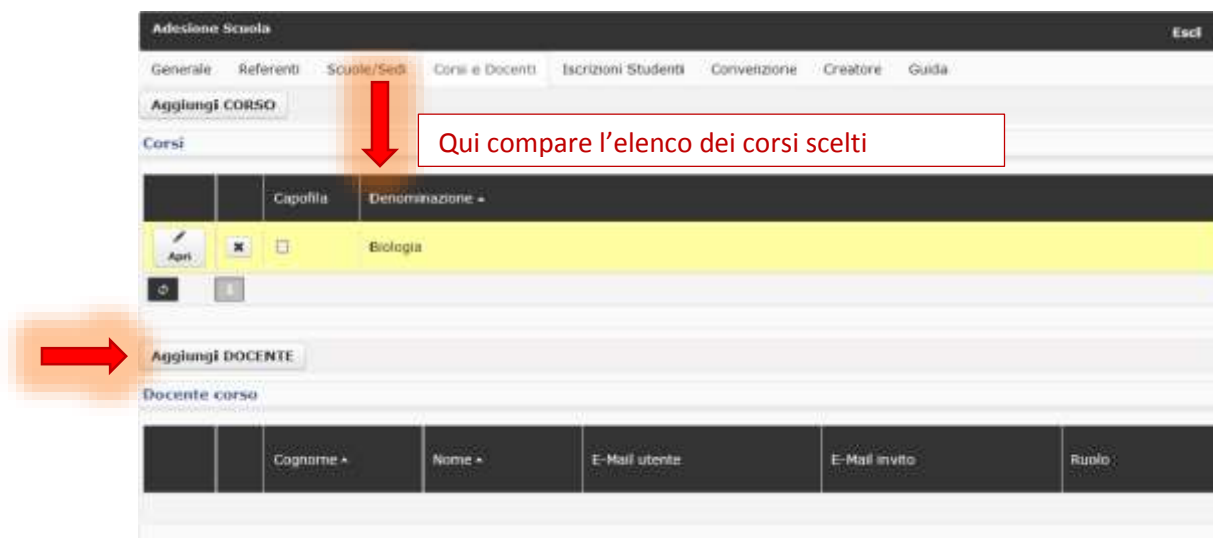 Adesione Scuola Esci
Generale Referenti Scuole/Sedi Corsi e Docenti Iscrizioni Studenti Convenzione Creatore Guida
Aggiungi CORSO
Corsi
Qui compare l’elenco dei corsi scelti
Capofila Denominazione
Apri Biologia
Aggiungi DOCENTE
Docente corso
Cognome Nome E-Mail utente E-Mail invito Ruolo